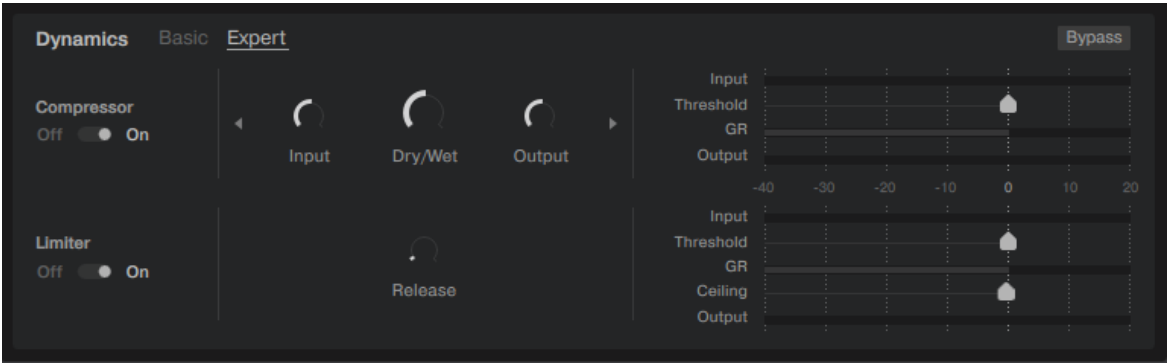 Dynamics Basic Expert Bypass
Compressor
Off On
Input Dry/Wet Output
Input
Threshold
GR
Output
-40 -30 -20 -10 0 10 20
Limiter
Off On
Release
Input
Threshold
GR
Ceiling
Output